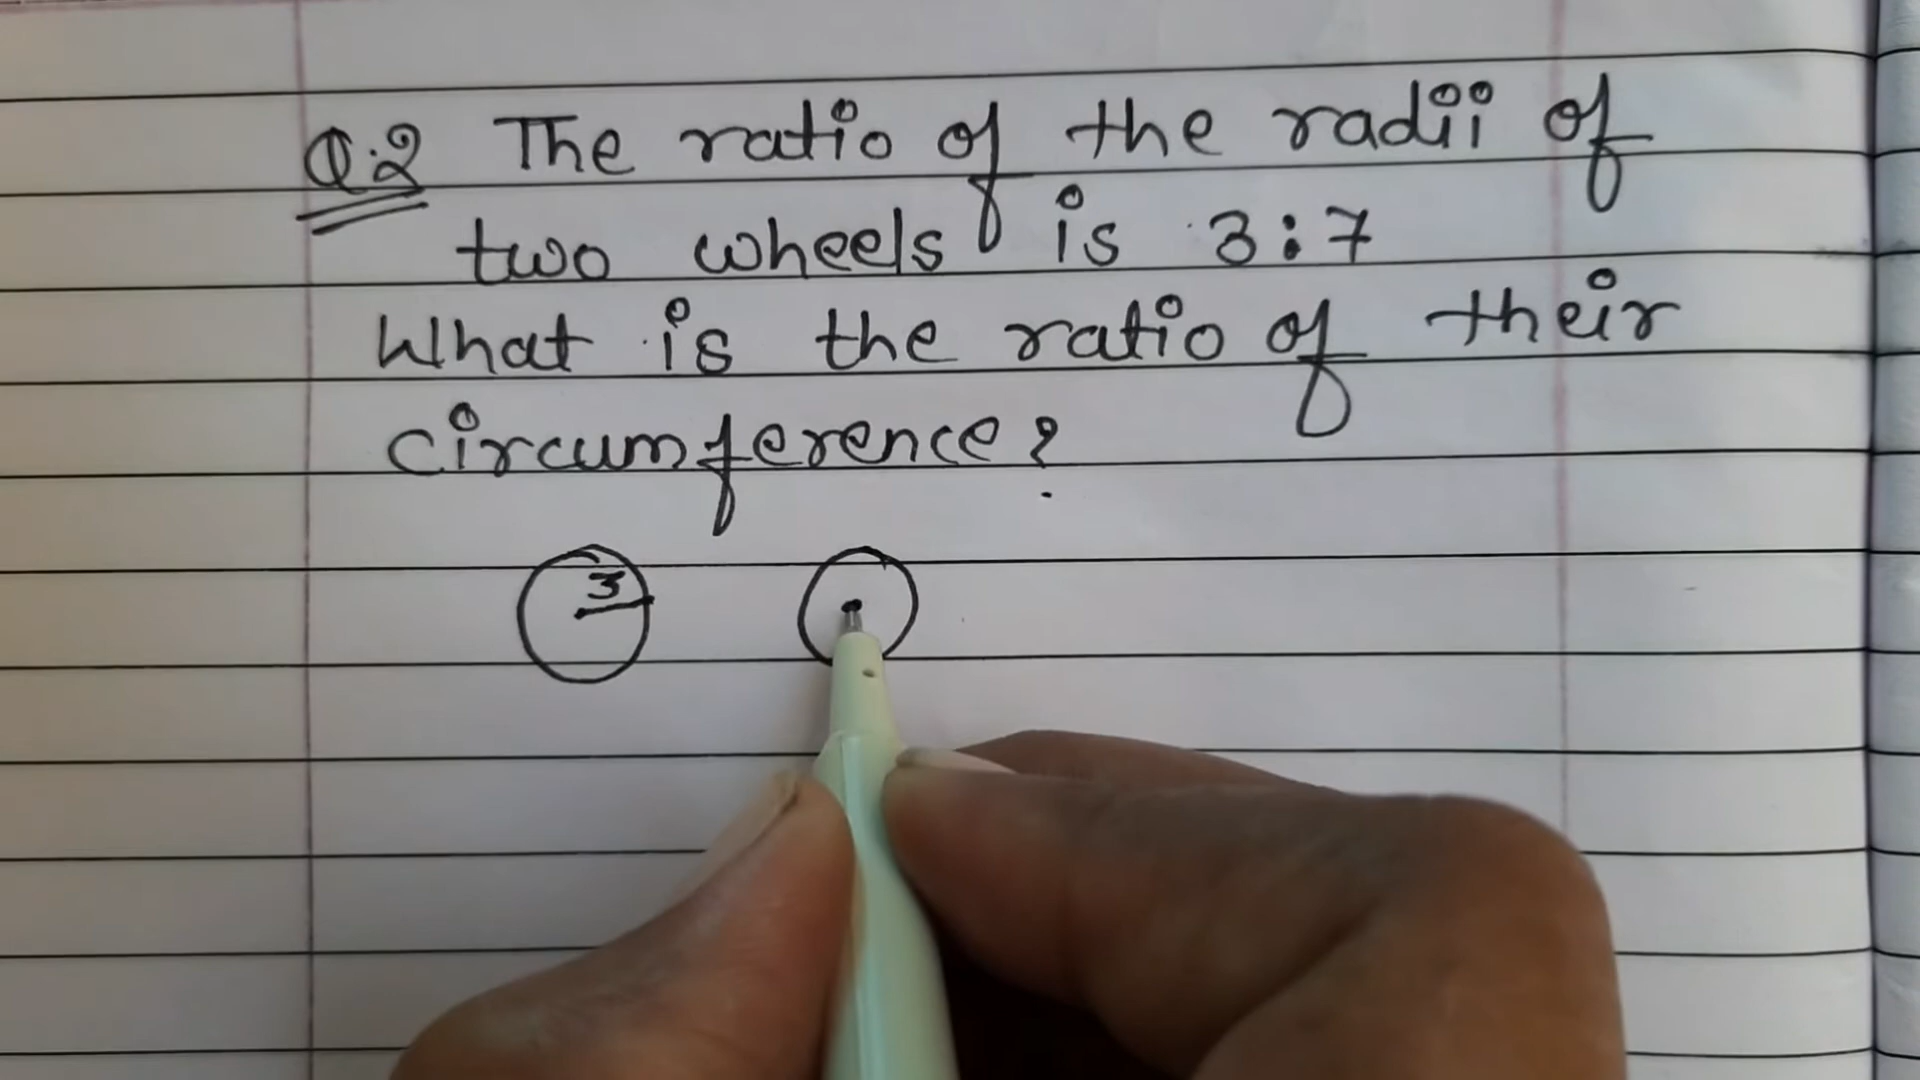 Q.2 The ratio of the radii of
two wheels is 3:7
What is the ratio of their
circumference?
3